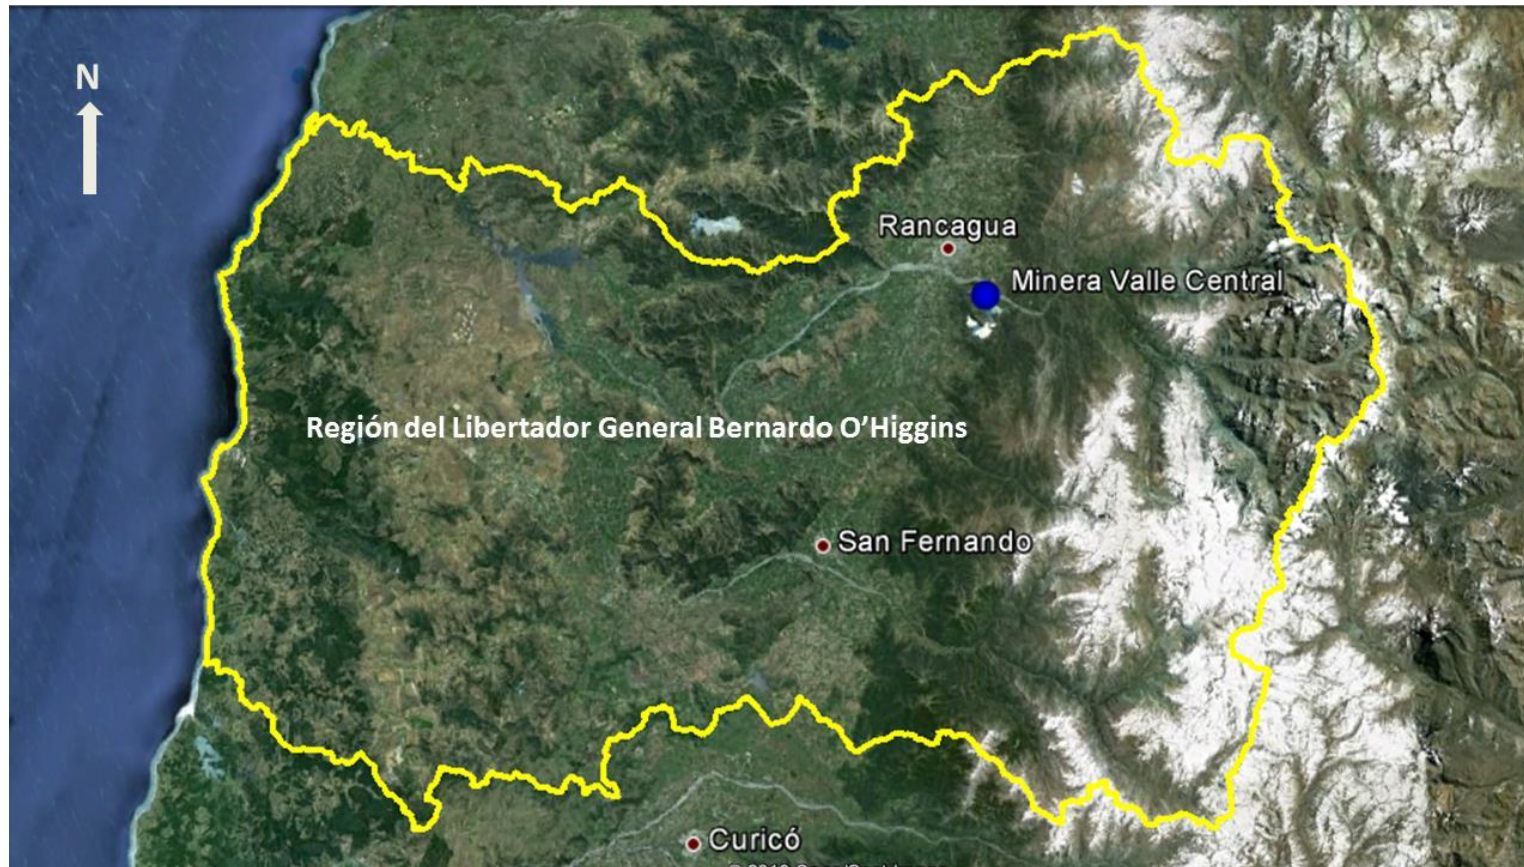 N
Rancagua
Minera Valle Central
Región del Libertador General Bernardo O’Higgins
San Fernando
Curicó